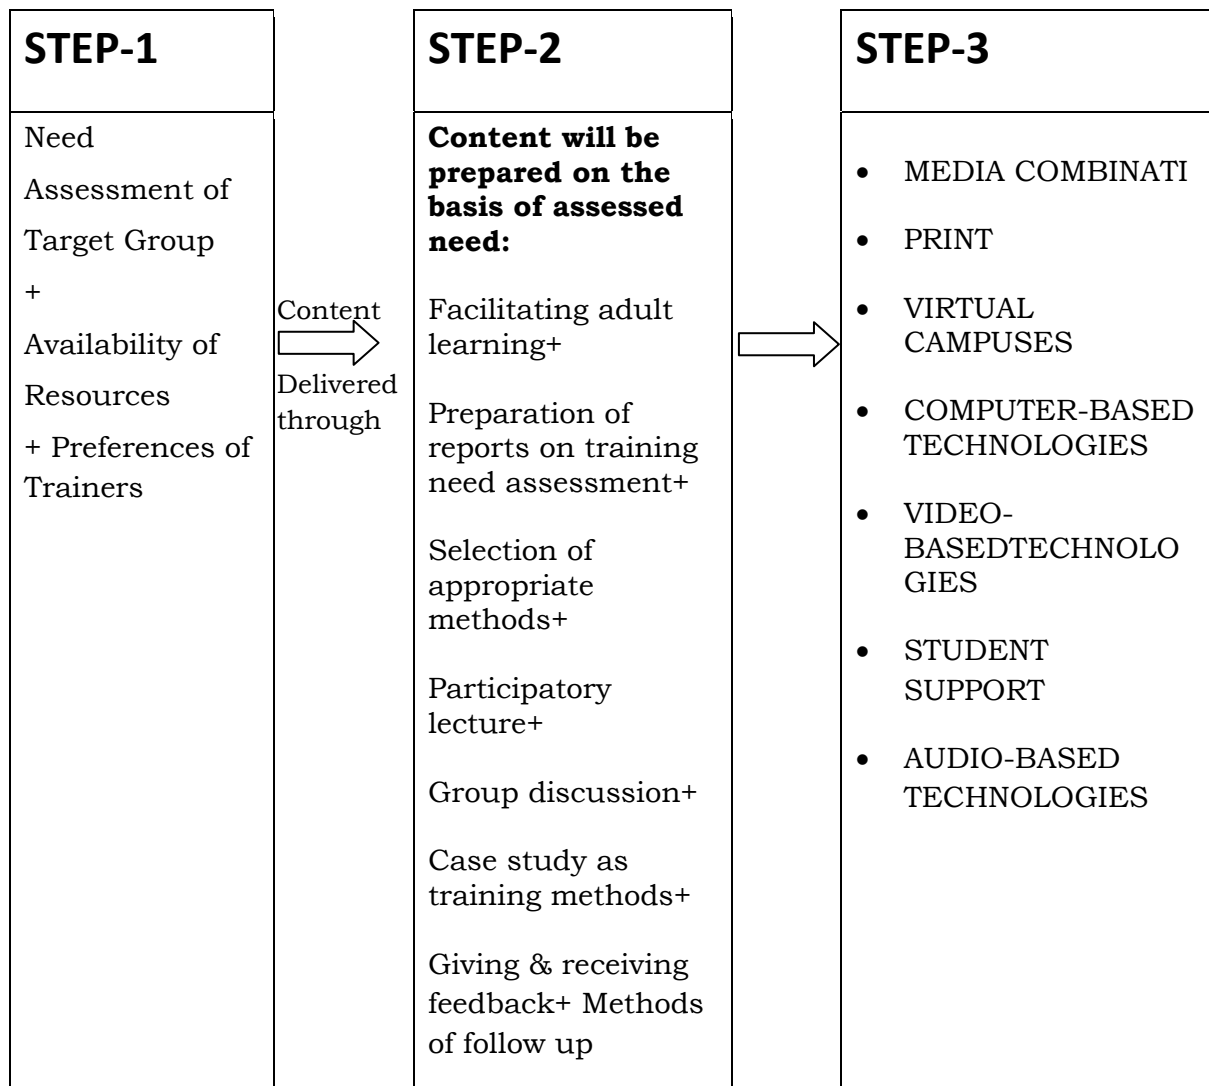 STEP-1
Need
Assessment of
Target Group
+
Availability of
Resources
+ Preferences of
Trainers
Content
Delivered
through
STEP-2
Content will be
prepared on the
basis of assessed
need:
Facilitating adult
learning+
Preparation of
reports on training
need assessment+
Selection of
appropriate
methods+
Participatory
lecture+
Group discussion+
Case study as
training methods+
Giving & receiving
feedback+ Methods
of follow up
STEP-3
• MEDIA COMBINATI
• PRINT
• VIRTUAL
CAMPUSES
• COMPUTER-BASED
TECHNOLOGIES
• VIDEO-
BASEDTECHNOLO
GIES
• STUDENT
SUPPORT
• AUDIO-BASED
TECHNOLOGIES